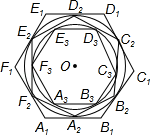 E₁ D₂ D₁
E₂ E₃ D₃ C₂
F₁ F₃ O C₃ C₁
F₂ A₃ B₃ B₂
A₁ A₂ B₁